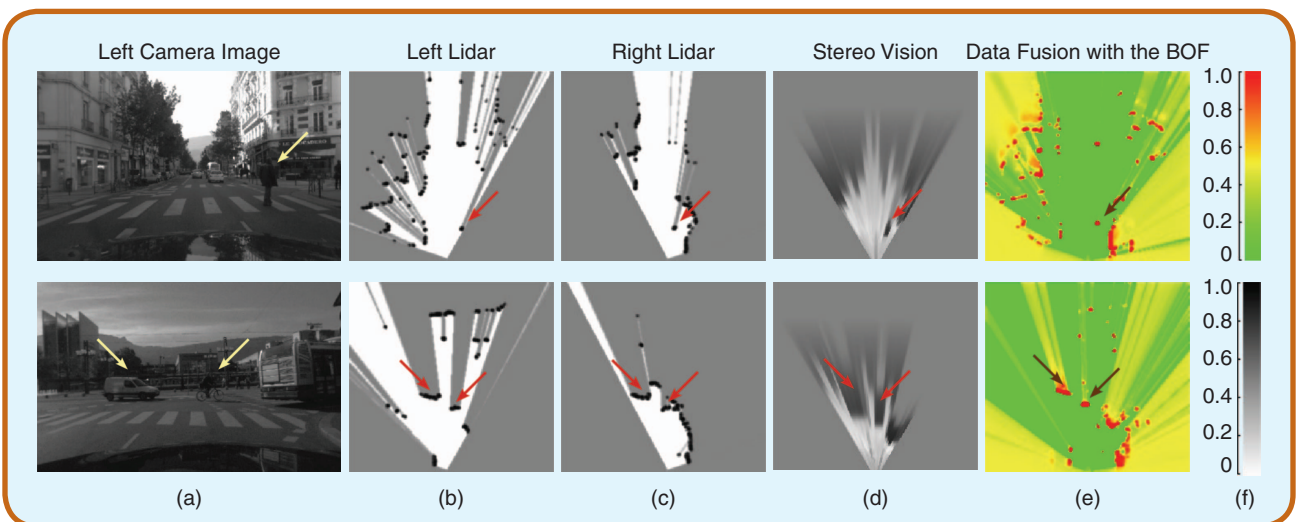 Left Camera Image
Left Lidar
Right Lidar
Stereo Vision
Data Fusion with the BOF
1.0
0.8
0.6
0.4
0.2
0
1.0
0.8
0.6
0.4
0.2
0
(a)
(b)
(c)
(d)
(e)
(f)